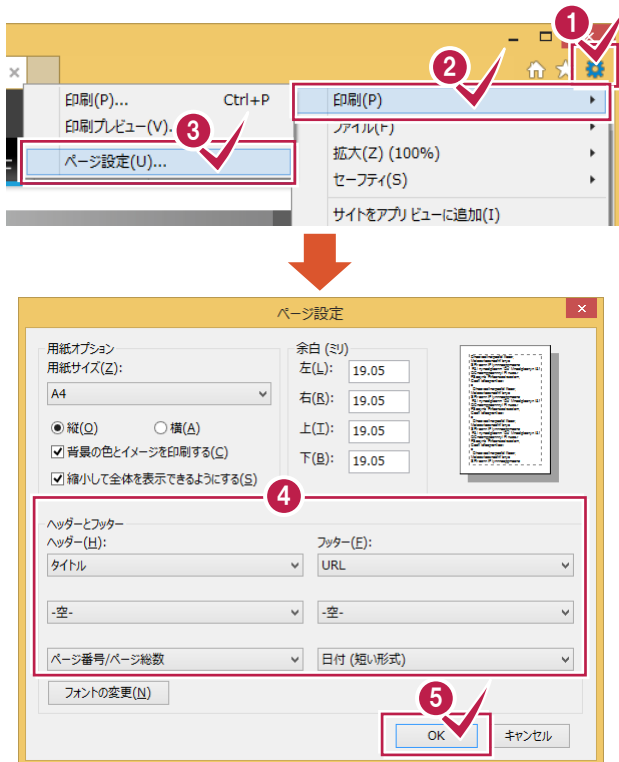 1
2
印刷(P)... Ctrl+P
印刷プレビュー(V).
3
ページ設定(U)...
印刷(P)
ファイル(F)
拡大(Z) (100%)
セーフティ(S)
サイトをアプリ ビューに追加(I)
ページ設定
用紙オプション
用紙サイズ(Z):
A4
縦(O) 横(A)
背景の色とイメージを印刷する(C)
縮小して全体を表示できるようにする(S)
余白 (ミリ)
左(L): 19.05
右(R): 19.05
上(T): 19.05
下(B): 19.05
4
ヘッダーとフッター
ヘッダー(H): フッター(F):
タイトル URL
-空- -空-
ページ番号/ページ総数 日付 (短い形式)
フォントの変更(N)
5
OK キャンセル